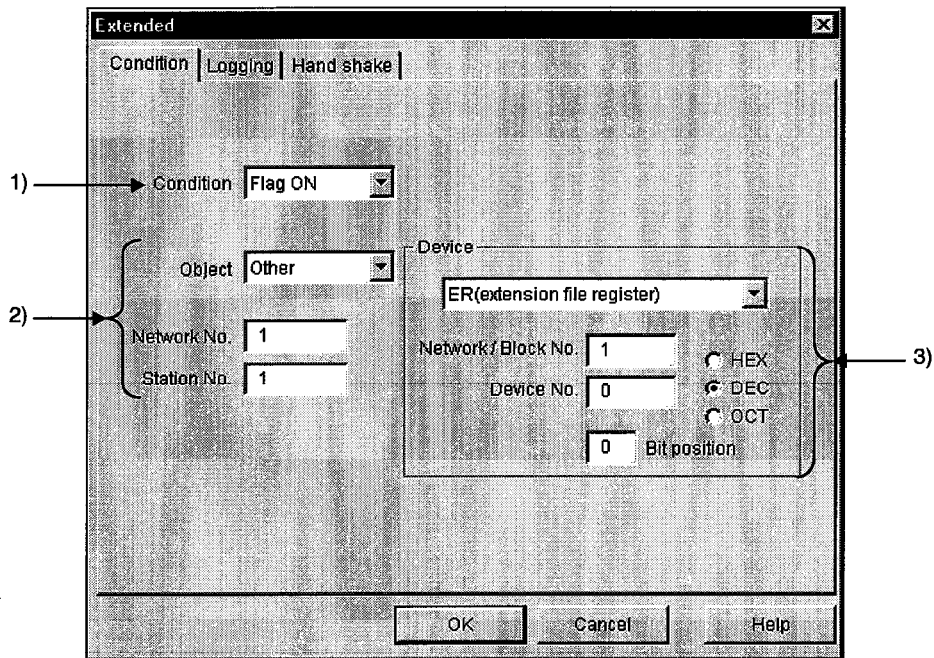 Extended
Condition Logging Hand shake
1)
Condition Flag ON
2)
Object Other
Network No. 1
Station No. 1
Device
ER(extension file register)
Network / Block No. 1
Device No. 0
0 Bit position
HEX
DEC
OCT
3)
OK Cancel Help